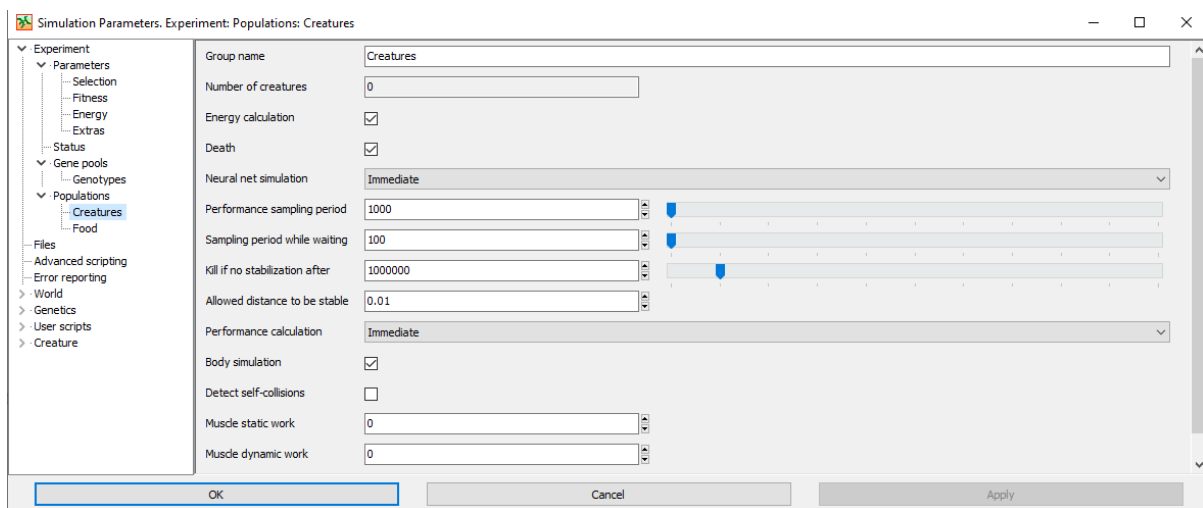 Simulation Parameters. Experiment: Populations: Creatures
Experiment
Parameters
Selection
Fitness
Energy
Extras
Status
Gene pools
Genotypes
Populations
Creatures
Food
Files
Advanced scripting
Error reporting
World
Genetics
User scripts
Creature
Group name Creatures
Number of creatures 0
Energy calculation
Death
Neural net simulation Immediate
Performance sampling period 1000
Sampling period while waiting 100
Kill if no stabilization after 1000000
Allowed distance to be stable 0.01
Performance calculation Immediate
Body simulation
Detect self-collisions
Muscle static work 0
Muscle dynamic work 0
OK Cancel Apply